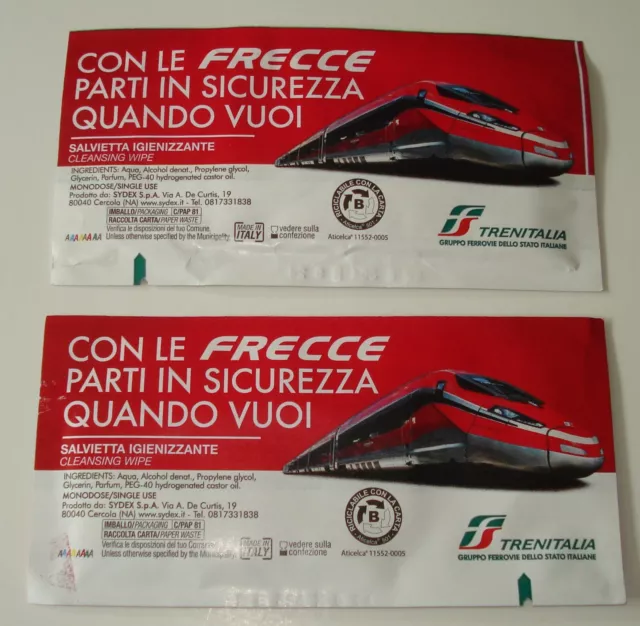 CON LE FRECCE
PARTI IN SICUREZZA
QUANDO VUOI
SALVIETTA IGIENIZZANTE
CLEANSING WIPE
INGREDIENTS: Aqua, Alcohol denat., Propylene glycol,
Glycerin, Parfum, PEG-40 hydrogenated castor oil.
MONODOSE/SINGLE USE
Prodotto da: SYDEX S.p.A. Via A. De Curtis, 19
80040 Cercola (NA) www.sydex.it - Tel. 0817331838
IMBALLO/PACKAGING C/PAP 81
RACCOLTA CARTA/PAPER WASTE
Verifica le disposizioni del tuo Comune.
Unless otherwise specified by the Municipality
MADE IN
ITALY
vedere sulla
confezione
RICICLABILE CON LA CARTA
B
Aticelca® 11552-0005
TRENITALIA
GRUPPO FERROVIE DELLO STATO ITALIANE
CON LE FRECCE
PARTI IN SICUREZZA
QUANDO VUOI
SALVIETTA IGIENIZZANTE
CLEANSING WIPE
INGREDIENTS: Aqua, Alcohol denat., Propylene glycol,
Glycerin, Parfum, PEG-40 hydrogenated castor oil.
MONODOSE/SINGLE USE
Prodotto da: SYDEX S.p.A. Via A. De Curtis, 19
80040 Cercola (NA) www.sydex.it - Tel. 0817331838
IMBALLO/PACKAGING C/PAP 81
RACCOLTA CARTA/PAPER WASTE
Verifica le disposizioni del tuo Comune.
Unless otherwise specified by the Municipality
MADE IN
ITALY
vedere sulla
confezione
RICICLABILE CON LA CARTA
B
Aticelca® 501
Aticelca® 11552-0005
TRENITALIA
GRUPPO FERROVIE DELLO STATO ITALIANE